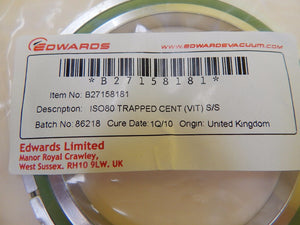 EDWARDS
WWW.EDWARDSVACUUM.COM
*B27158181*
Item No: B27158181
Description: ISO80 TRAPPED CENT (VIT) S/S
Batch No: 86218 Cure Date: 1Q/10 Origin: United Kingdom
Edwards Limited
Manor Royal Crawley,
West Sussex. RH10 9LW. UK